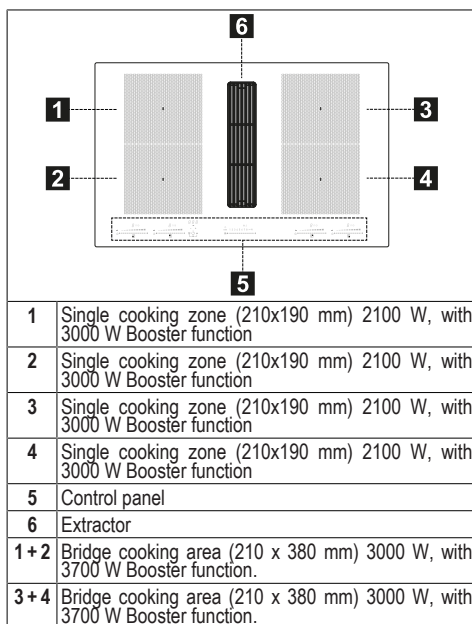 6
1
3
2
4
5
1 Single cooking zone (210x190 mm) 2100 W, with
3000 W Booster function
2 Single cooking zone (210x190 mm) 2100 W, with
3000 W Booster function
3 Single cooking zone (210x190 mm) 2100 W, with
3000 W Booster function
4 Single cooking zone (210x190 mm) 2100 W, with
3000 W Booster function
5 Control panel
6 Extractor
1 + 2 Bridge cooking area (210 x 380 mm) 3000 W, with
3700 W Booster function.
3 + 4 Bridge cooking area (210 x 380 mm) 3000 W, with
3700 W Booster function.